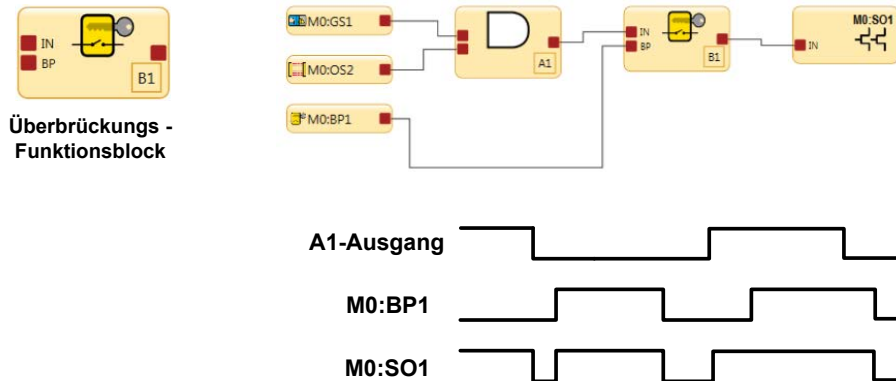 IN
BP
B1
Überbrückungs -
Funktionsblock
M0:GS1
M0:OS2
M0:BP1
A1
IN
BP
B1
M0:SO1
IN
A1-Ausgang
M0:BP1
M0:SO1